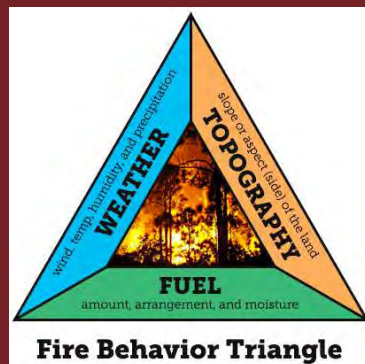 wind, temp, humidity, and precipitation
WEATHER
slope or aspect (side) of the land
TOPOGRAPHY
FUEL
amount, arrangement, and moisture
Fire Behavior Triangle